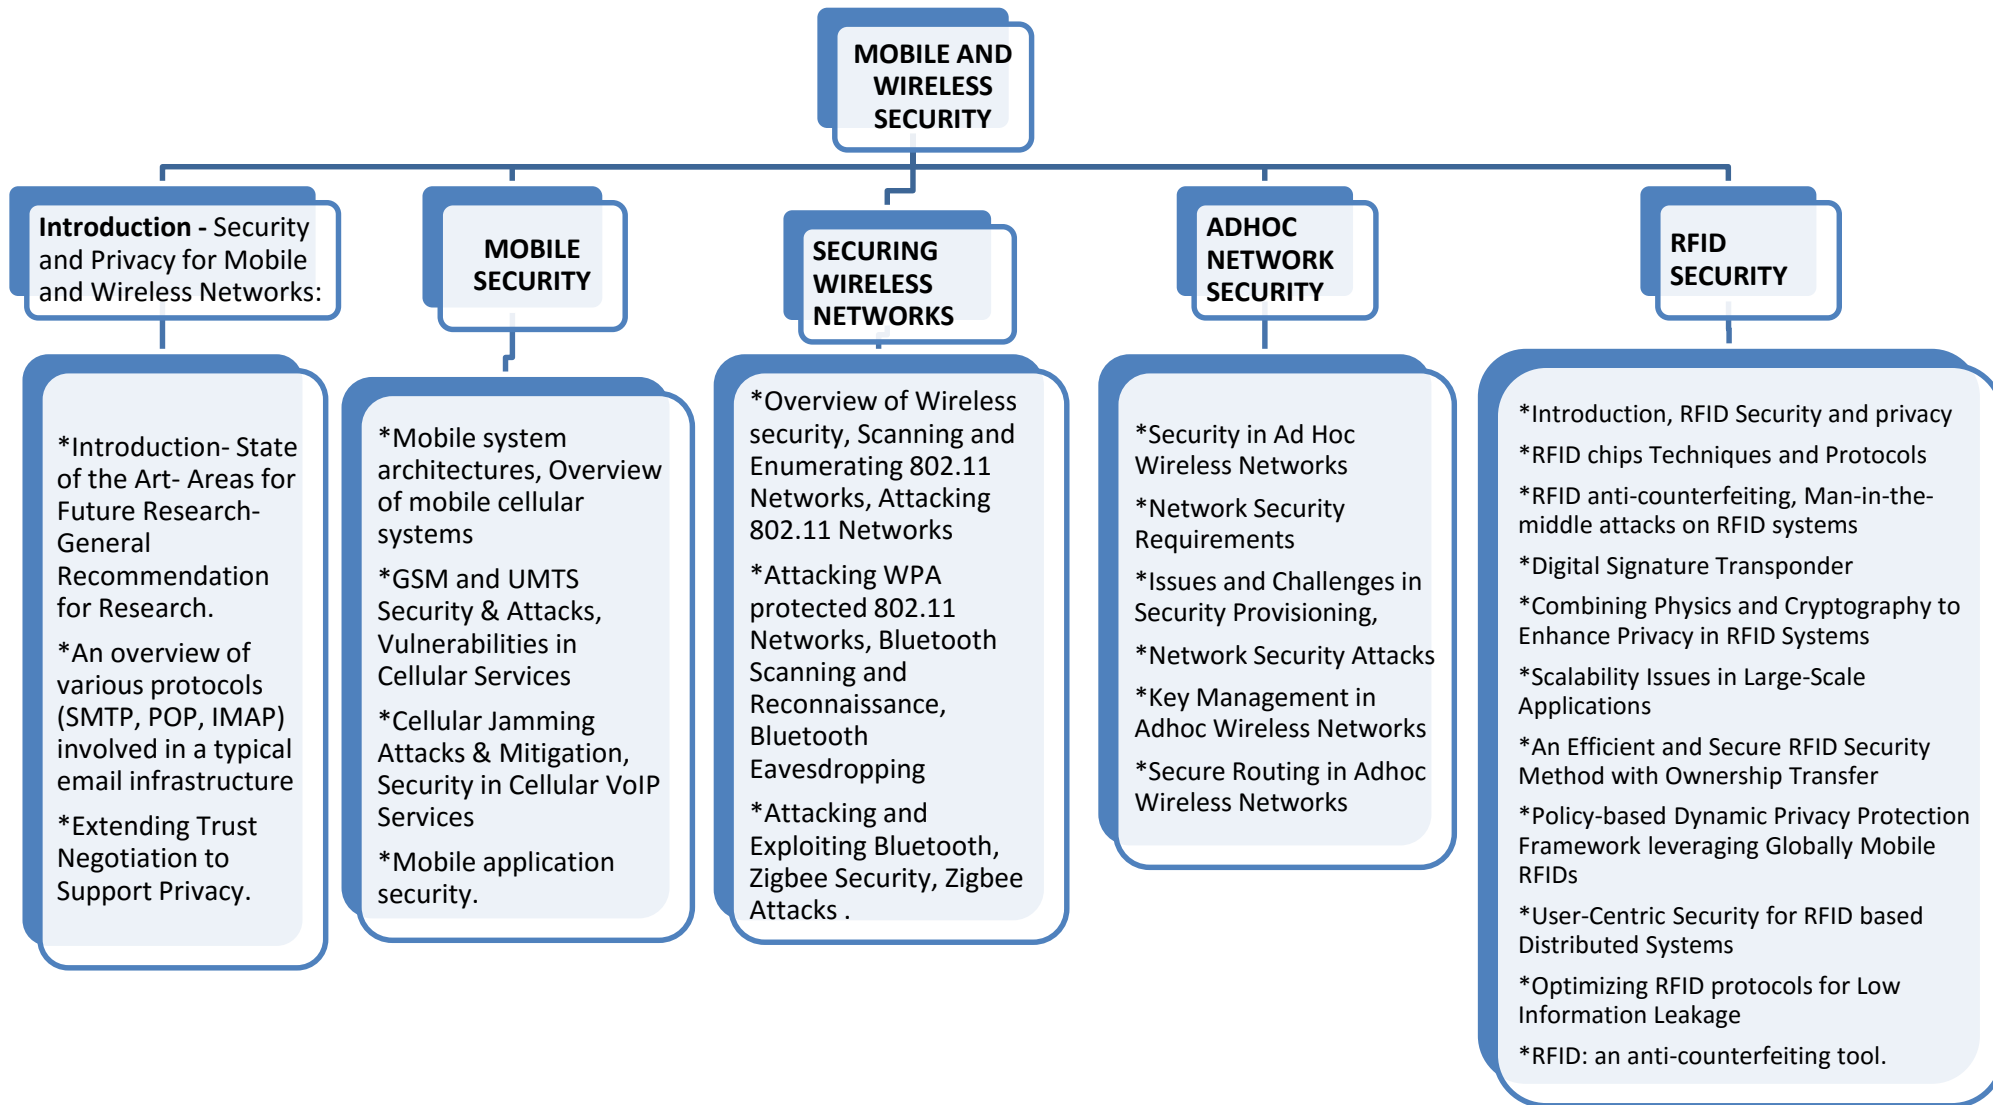 MOBILE AND
WIRELESS
SECURITY
Introduction - Security
and Privacy for Mobile
and Wireless Networks:
MOBILE
SECURITY
SECURING
WIRELESS
NETWORKS
ADHOC
NETWORK
SECURITY
RFID
SECURITY
*Introduction- State
of the Art- Areas for
Future Research-
General
Recommendation
for Research.
*An overview of
various protocols
(SMTP, POP, IMAP)
involved in a typical
email infrastructure
*Extending Trust
Negotiation to
Support Privacy.
*Mobile system
architectures, Overview
of mobile cellular
systems
*GSM and UMTS
Security & Attacks,
Vulnerabilities in
Cellular Services
*Cellular Jamming
Attacks & Mitigation,
Security in Cellular VoIP
Services
*Mobile application
security.
*Overview of Wireless
security, Scanning and
Enumerating 802.11
Networks, Attacking
802.11 Networks
*Attacking WPA
protected 802.11
Networks, Bluetooth
Scanning and
Reconnaissance,
Bluetooth
Eavesdropping
*Attacking and
Exploiting Bluetooth,
Zigbee Security, Zigbee
Attacks .
*Security in Ad Hoc
Wireless Networks
*Network Security
Requirements
*Issues and Challenges in
Security Provisioning,
*Network Security Attacks
*Key Management in
Adhoc Wireless Networks
*Secure Routing in Adhoc
Wireless Networks
*Introduction, RFID Security and privacy
*RFID chips Techniques and Protocols
*RFID anti-counterfeiting, Man-in-the-
middle attacks on RFID systems
*Digital Signature Transponder
*Combining Physics and Cryptography to
Enhance Privacy in RFID Systems
*Scalability Issues in Large-Scale
Applications
*An Efficient and Secure RFID Security
Method with Ownership Transfer
*Policy-based Dynamic Privacy Protection
Framework leveraging Globally Mobile
RFIDs
*User-Centric Security for RFID based
Distributed Systems
*Optimizing RFID protocols for Low
Information Leakage
*RFID: an anti-counterfeiting tool.